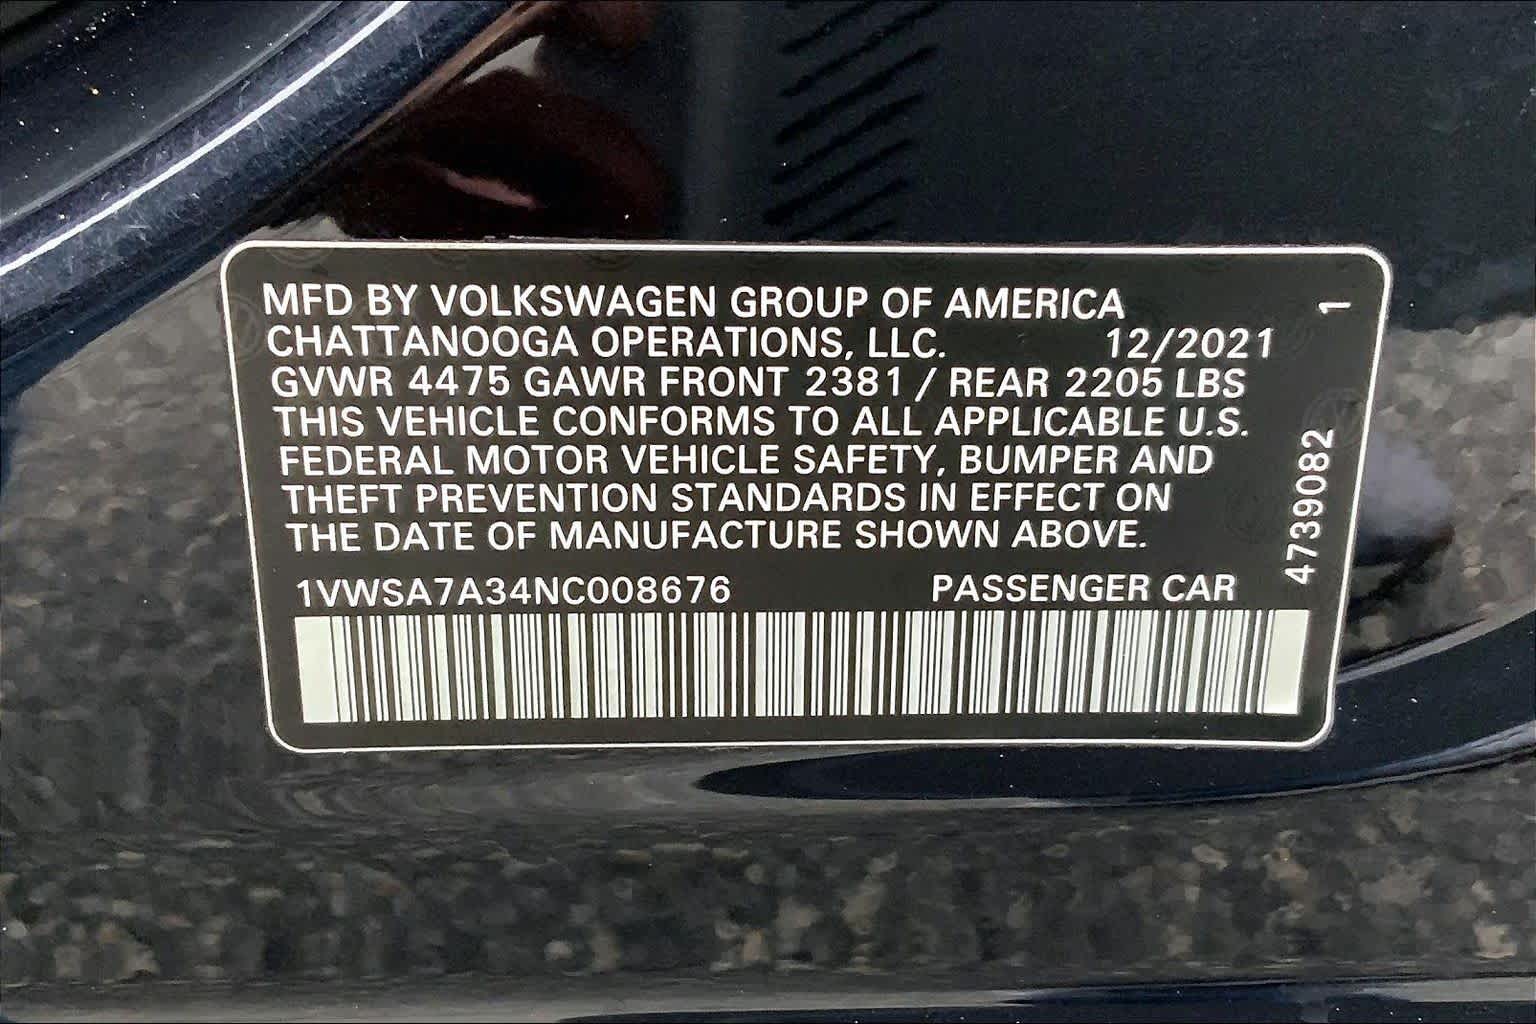 MFD BY VOLKSWAGEN GROUP OF AMERICA
CHATTANOOGA OPERATIONS, LLC. 12/2021
GVWR 4475 GAWR FRONT 2381 / REAR 2205 LBS
THIS VEHICLE CONFORMS TO ALL APPLICABLE U.S.
FEDERAL MOTOR VEHICLE SAFETY, BUMPER AND
THEFT PREVENTION STANDARDS IN EFFECT ON
THE DATE OF MANUFACTURE SHOWN ABOVE.
1VWSA7A34NC008676 PASSENGER CAR
4739082 1